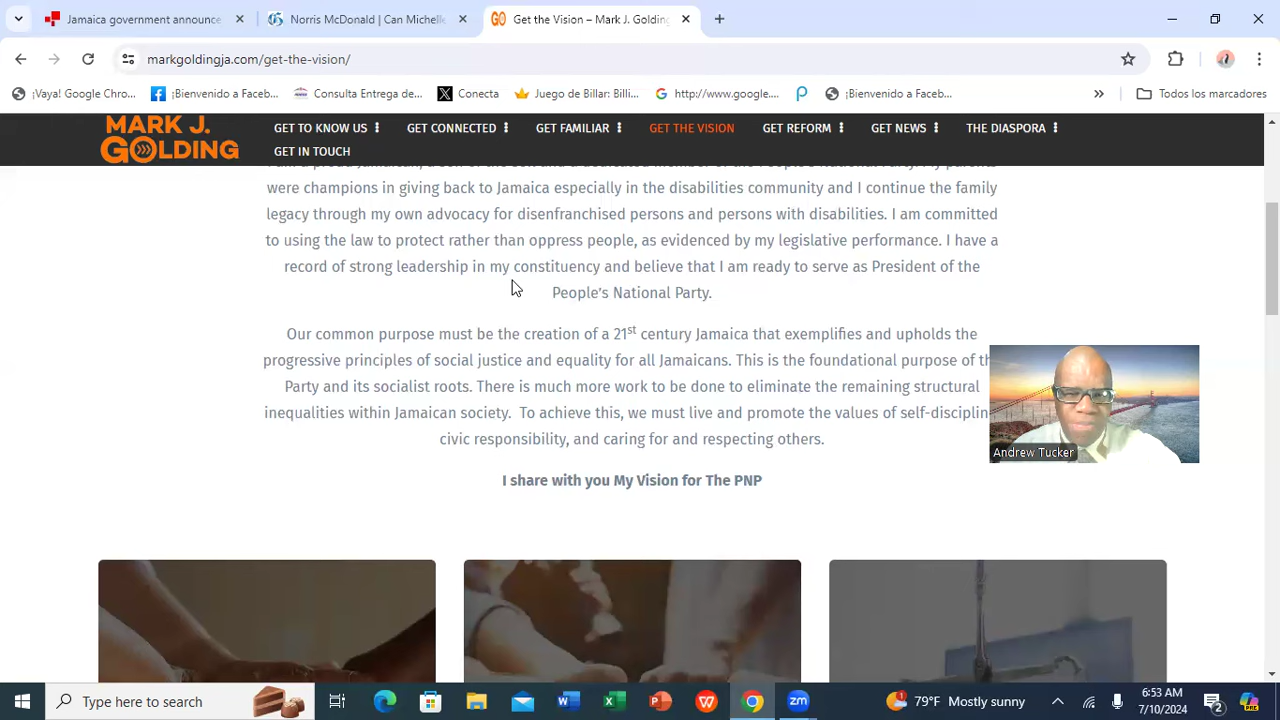 Jamaica government announce
Norris McDonald | Can Michelle
Get the Vision – Mark J. Golding
markgoldingja.com/get-the-vision/
¡Vaya! Google Chro...
¡Bienvenido a Faceb...
Consulta Entrega de...
Conecta
Juego de Billar: Billi...
http://www.google....
¡Bienvenido a Faceb...
»
Todos los marcadores
MARK J.
GOLDING
GET TO KNOW US
GET CONNECTED
GET FAMILIAR
GET THE VISION
GET REFORM
GET NEWS
THE DIASPORA
GET IN TOUCH
were champions in giving back to Jamaica especially in the disabilities community and I continue the family
legacy through my own advocacy for disenfranchised persons and persons with disabilities. I am committed
to using the law to protect rather than oppress people, as evidenced by my legislative performance. I have a
record of strong leadership in my constituency and believe that I am ready to serve as President of the
People's National Party.
Our common purpose must be the creation of a 21st century Jamaica that exemplifies and upholds the
progressive principles of social justice and equality for all Jamaicans. This is the foundational purpose of th
Party and its socialist roots. There is much more work to be done to eliminate the remaining structural
inequalities within Jamaican society. To achieve this, we must live and promote the values of self-disciplin
civic responsibility, and caring for and respecting others.
I share with you My Vision for The PNP
Andrew Tucker
Type here to search
79°F Mostly sunny
6:53 AM
7/10/2024